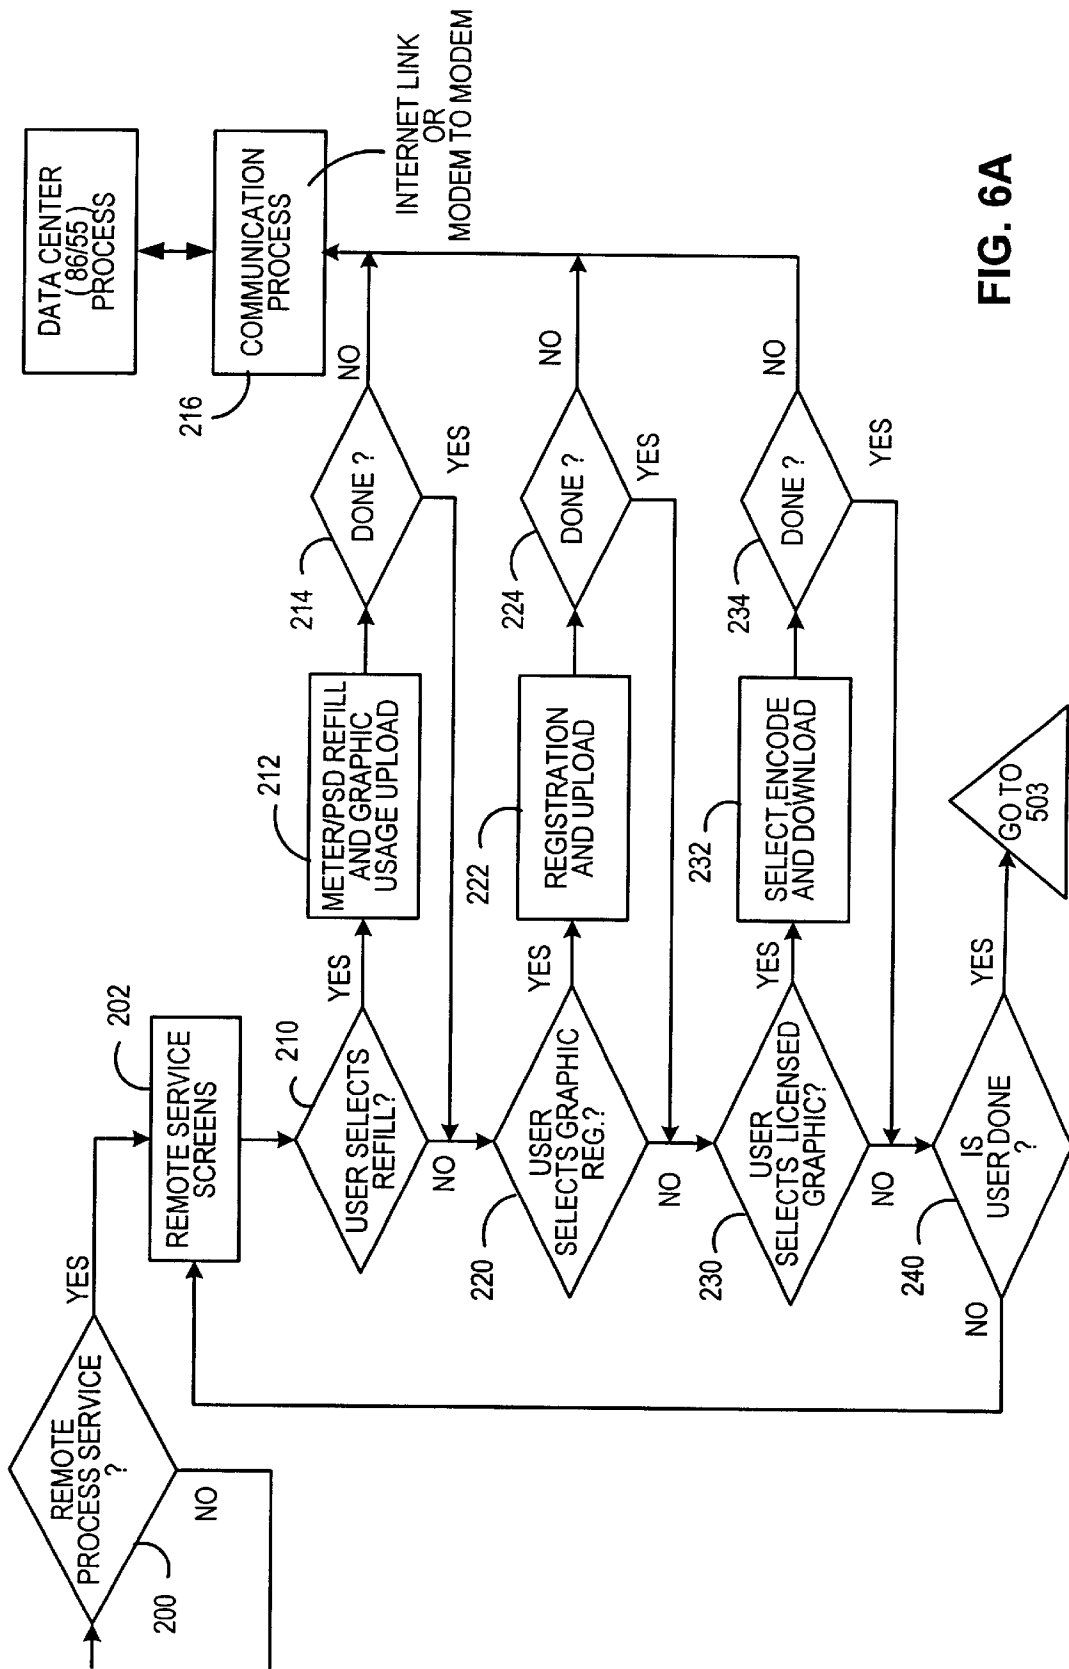 REMOTE
PROCESS SERVICE
?
200
YES
NO
202
REMOTE SERVICE
SCREENS
210
USER SELECTS
REFILL?
YES
NO
212
METER/PSD REFILL
AND GRAPHIC
USAGE UPLOAD
214
DONE ?
NO
YES
216
COMMUNICATION
PROCESS
DATA CENTER
( 86/55 )
PROCESS
INTERNET LINK
OR
MODEM TO MODEM
220
USER
SELECTS GRAPHIC
REG.?
YES
NO
222
REGISTRATION
AND UPLOAD
224
DONE ?
NO
YES
230
USER
SELECTS LICENSED
GRAPHIC?
YES
NO
232
SELECT,ENCODE
AND DOWNLOAD
234
DONE ?
NO
YES
240
IS
USER DONE
?
NO
YES
GO TO
503
FIG. 6A